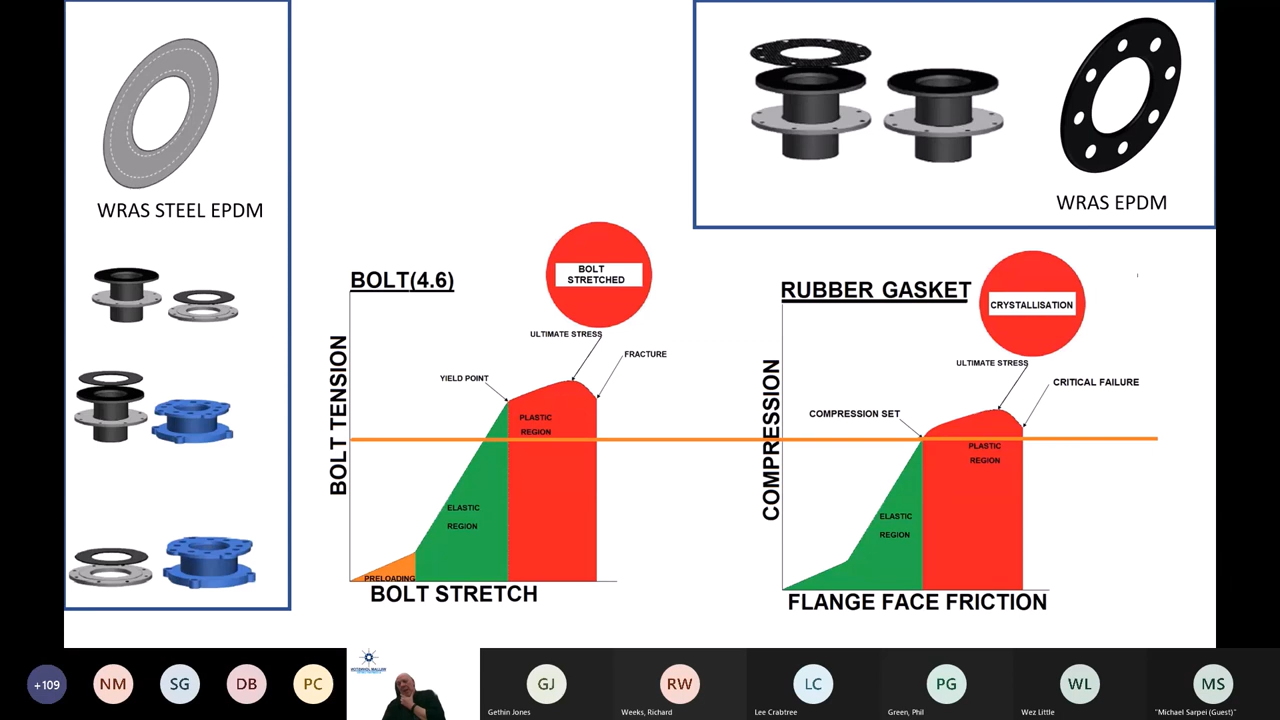 WRAS STEEL EPDM
WRAS EPDM
BOLT(4.6)
BOLT
STRETCHED
ULTIMATE STRESS
FRACTURE
YIELD POINT
PLASTIC
REGION
BOLT TENSION
ELASTIC
REGION
PRELOADING
BOLT STRETCH
RUBBER GASKET
CRYSTALLISATION
ULTIMATE STRESS
CRITICAL FAILURE
COMPRESSION SET
PLASTIC
REGION
COMPRESSION
ELASTIC
REGION
FLANGE FACE FRICTION
+109
NM
SG
DB
PC
GJ
Gethin Jones
RW
Weeks, Richard
LC
Lee Crabtree
PG
Green, Phil
WL
Wez Little
MS
"Michael Sarpei (Guest)"